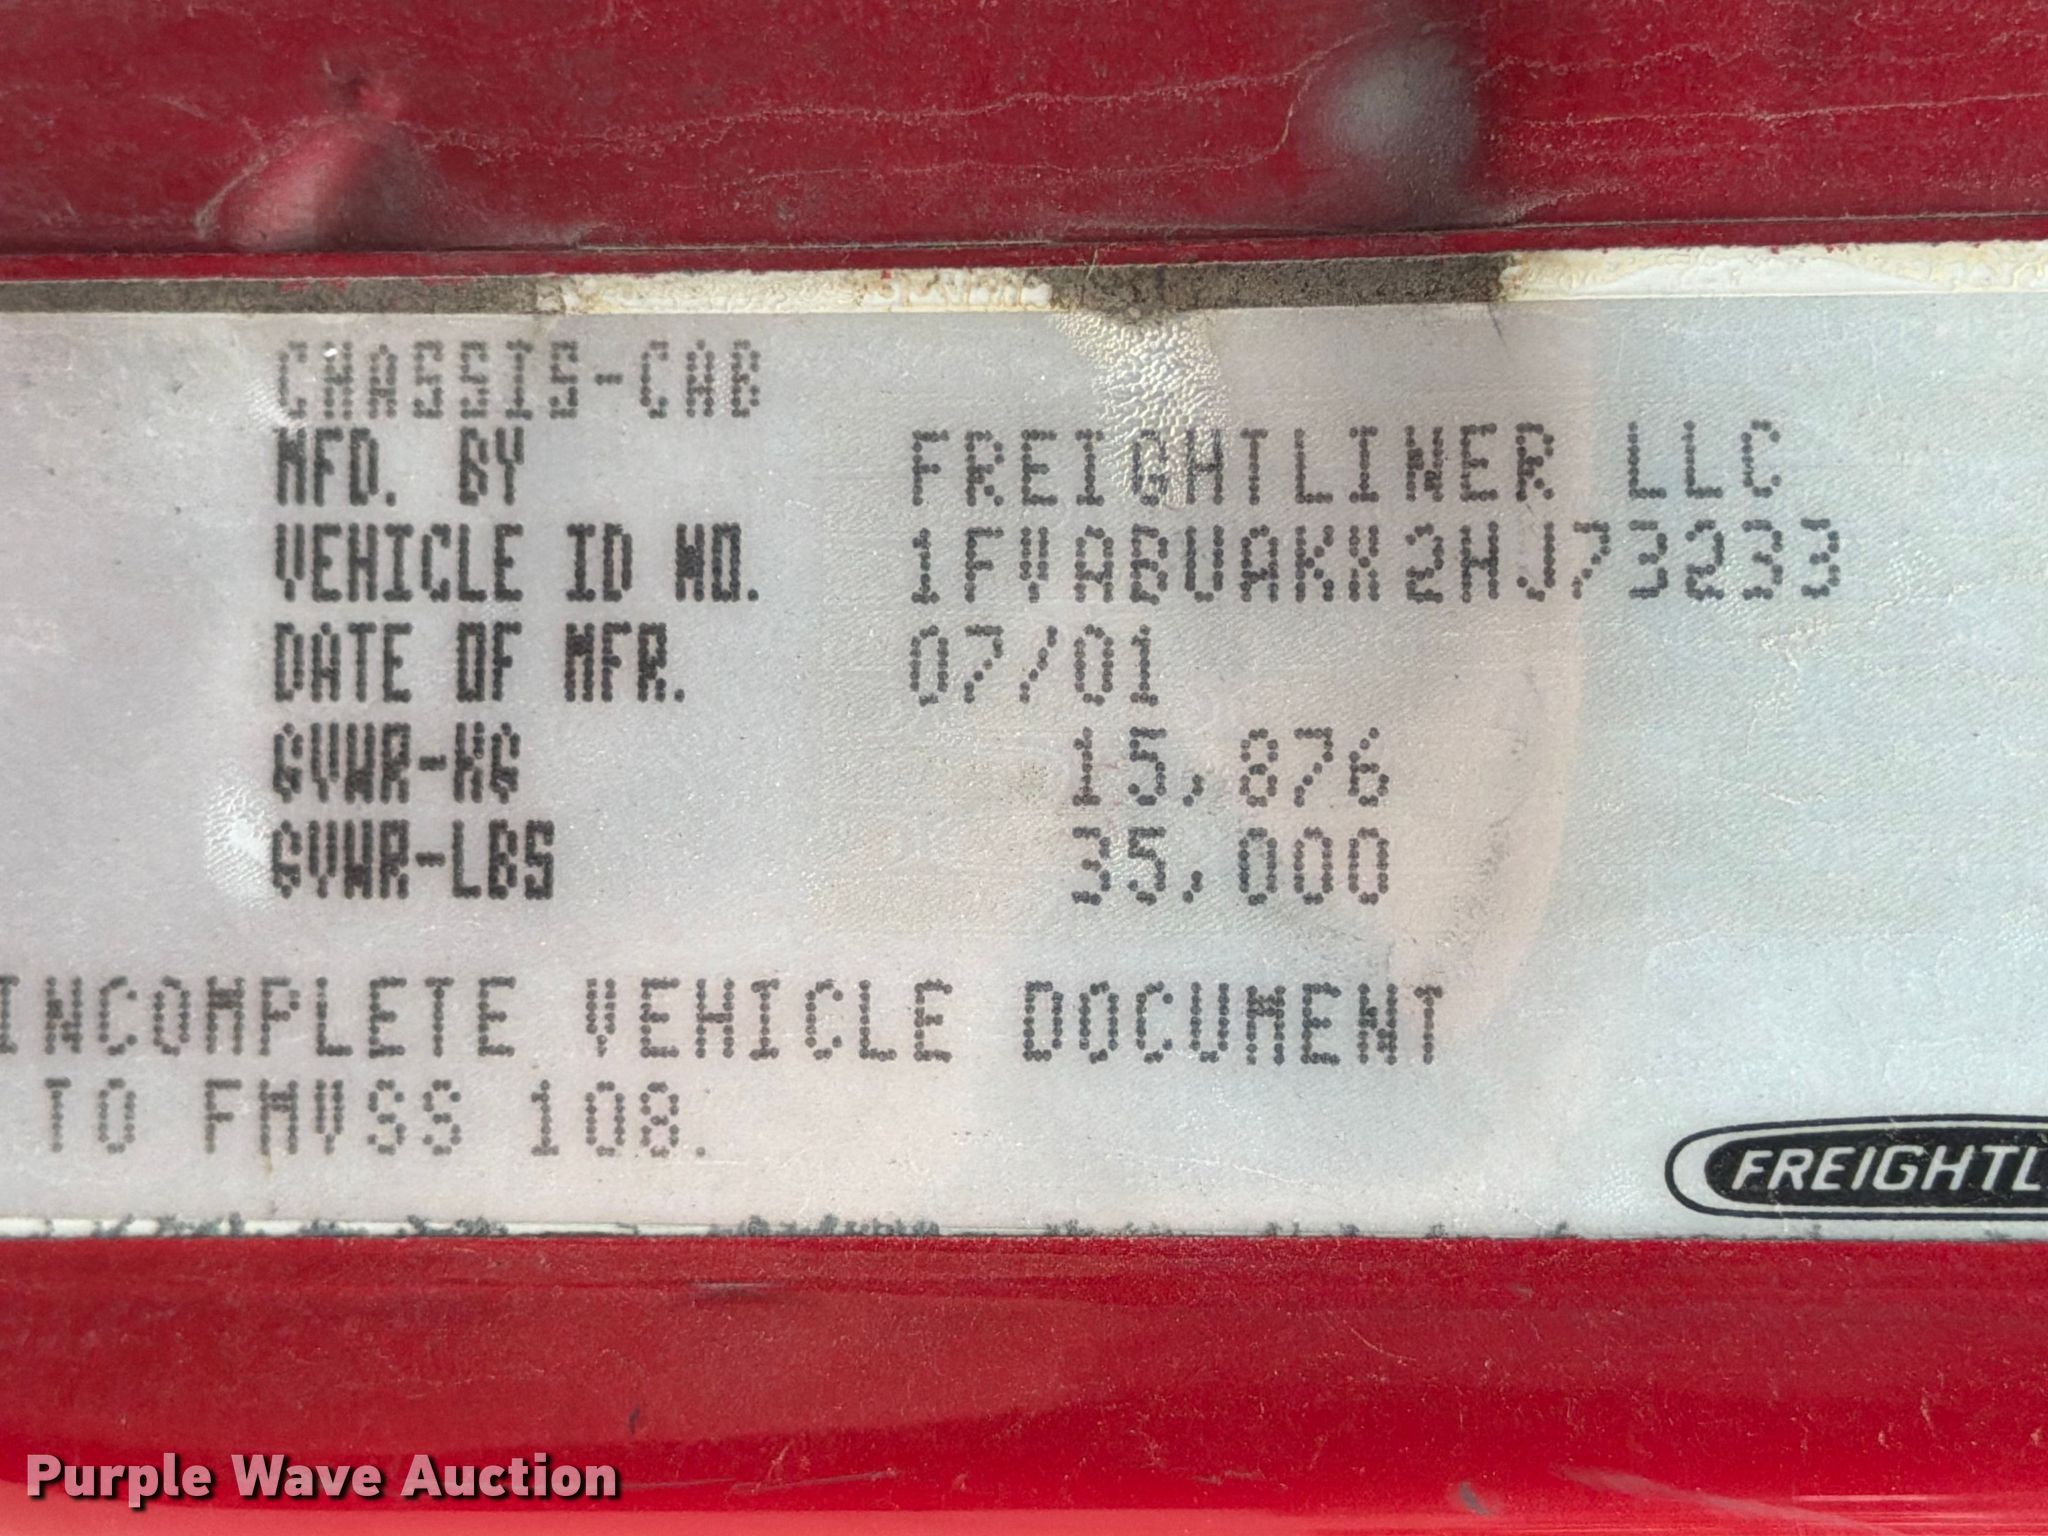 CHASSIS-CAB
MFD. BY FREIGHTLINER LLC
VEHICLE ID NO. 1FVABUAKX2HJ73233
DATE OF MFR. 07/01
GVWR-KG 15,876
GVWR-LBS 35,000
INCOMPLETE VEHICLE DOCUMENT
TO FMVSS 108.
FREIGHTL
Purple Wave Auction